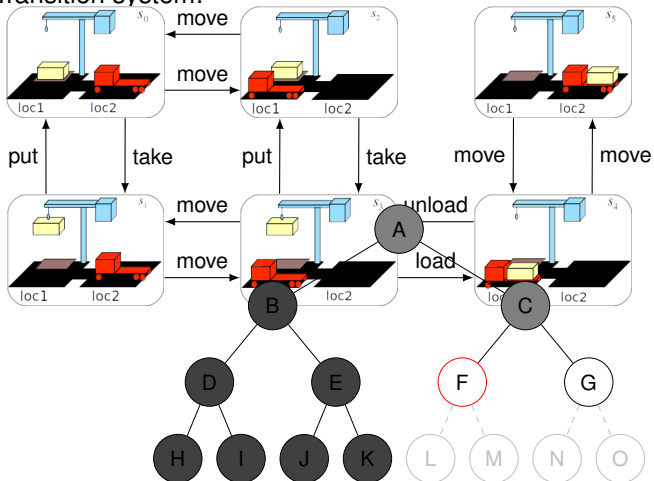 Transition system:
s0 move s2 s5
move
loc1 loc2 loc1 loc2 loc1 loc2
put take put take move move
s1 move s3 A unload s4
move load
loc1 loc2 loc2 loc2
B C
D E F G
H I J K L M N O